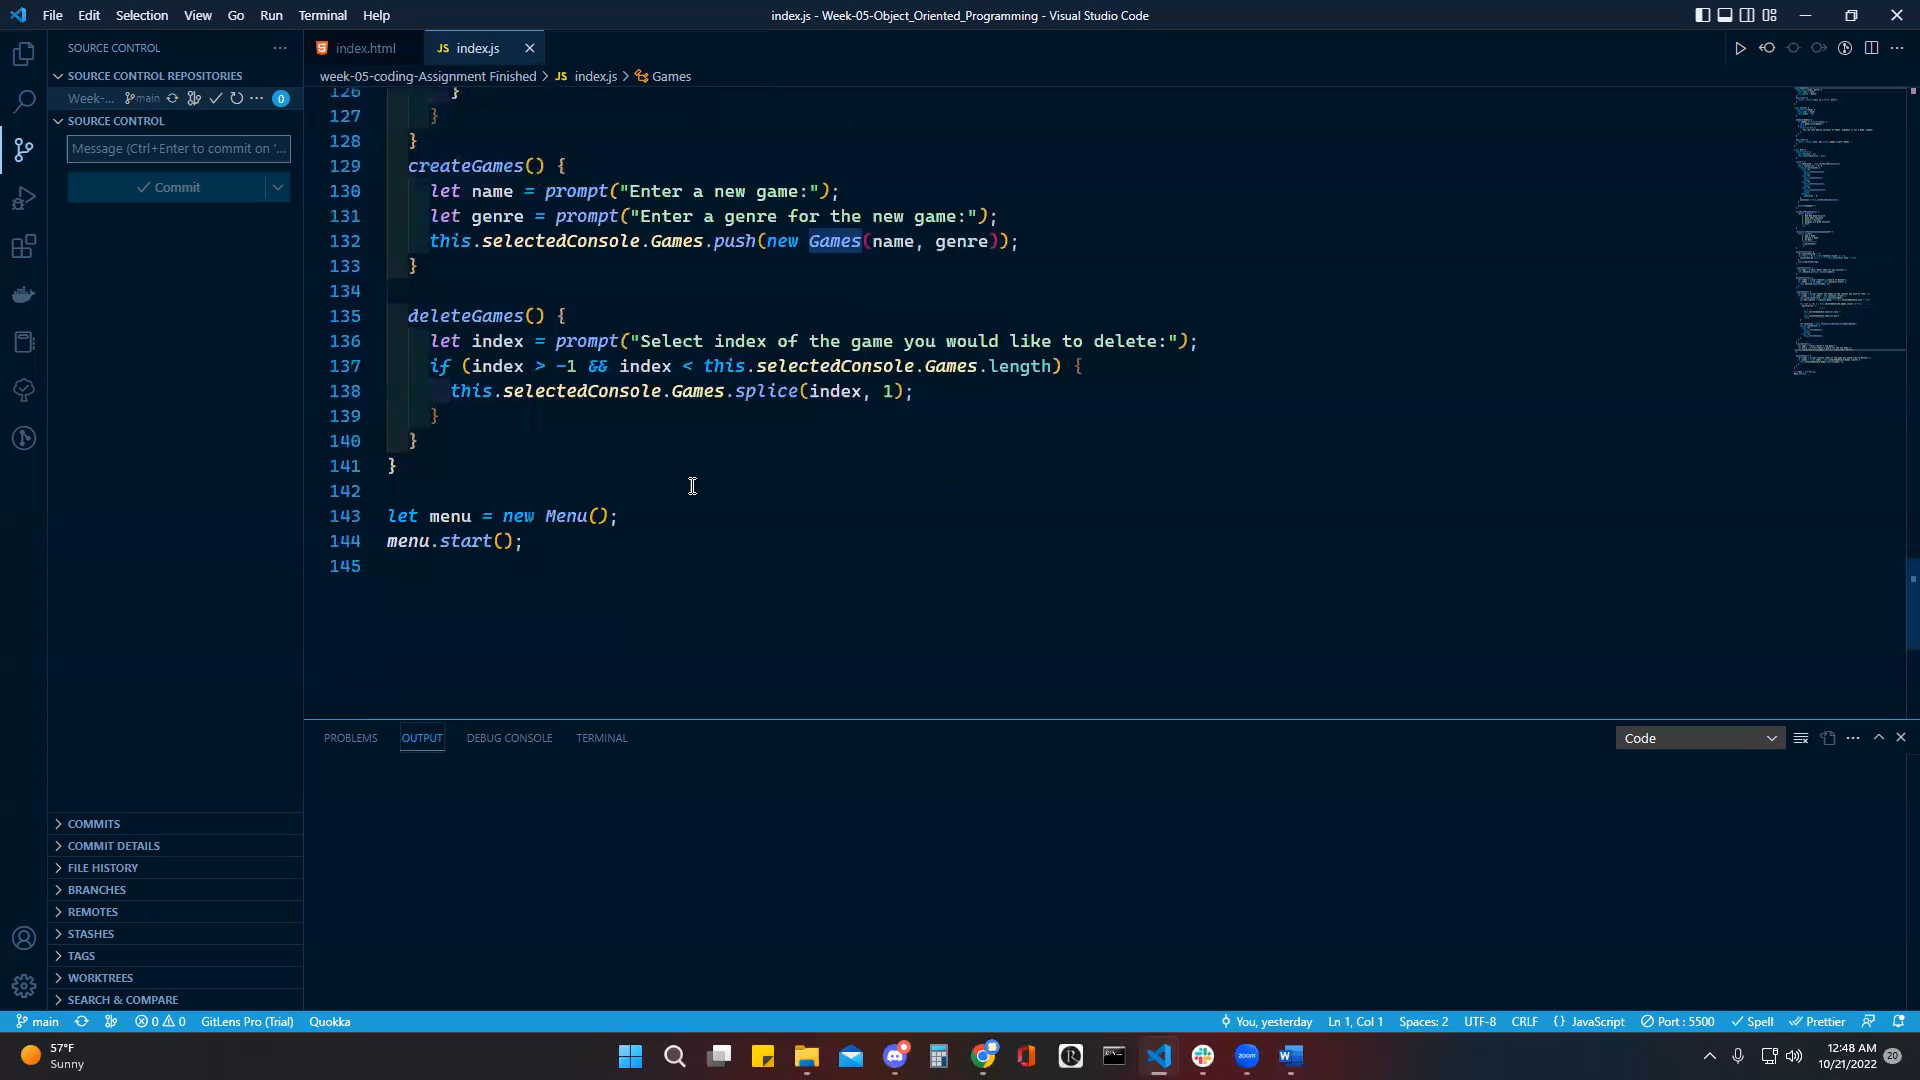 File Edit Selection View Go Run Terminal Help
index.js - Week-05-Object_Oriented_Programming - Visual Studio Code
SOURCE CONTROL
index.html
JS index.js
week-05-coding-Assignment Finished > JS index.js > Games
SOURCE CONTROL REPOSITORIES
Week-... main 0
SOURCE CONTROL
Message (Ctrl+Enter to commit on '...
Commit
126 }
127 }
128 }
129 createGames() {
130 let name = prompt("Enter a new game:");
131 let genre = prompt("Enter a genre for the new game:");
132 this.selectedConsole.Games.push(new Games(name, genre));
133 }
134
135 deleteGames() {
136 let index = prompt("Select index of the game you would like to delete:");
137 if (index > -1 && index < this.selectedConsole.Games.length) {
138 this.selectedConsole.Games.splice(index, 1);
139 }
140 }
141 }
142
143 let menu = new Menu();
144 menu.start();
145
PROBLEMS OUTPUT DEBUG CONSOLE TERMINAL
Code
COMMITS
COMMIT DETAILS
FILE HISTORY
BRANCHES
REMOTES
STASHES
TAGS
WORKTREES
SEARCH & COMPARE
main 0 0 GitLens Pro (Trial) Quokka
You, yesterday Ln 1, Col 1 Spaces: 2 UTF-8 CRLF {} JavaScript Port : 5500 Spell Prettier
57°F
Sunny
zoom
12:48 AM
10/21/2022
20